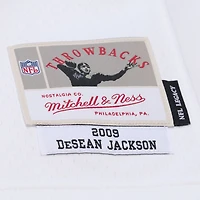 THROWBACKS
NFL
NOSTALGIA CO.
Mitchell & Ness
PHILADELPHIA, PA.
NFL LEGACY
2009
DeSEAN JACKSON